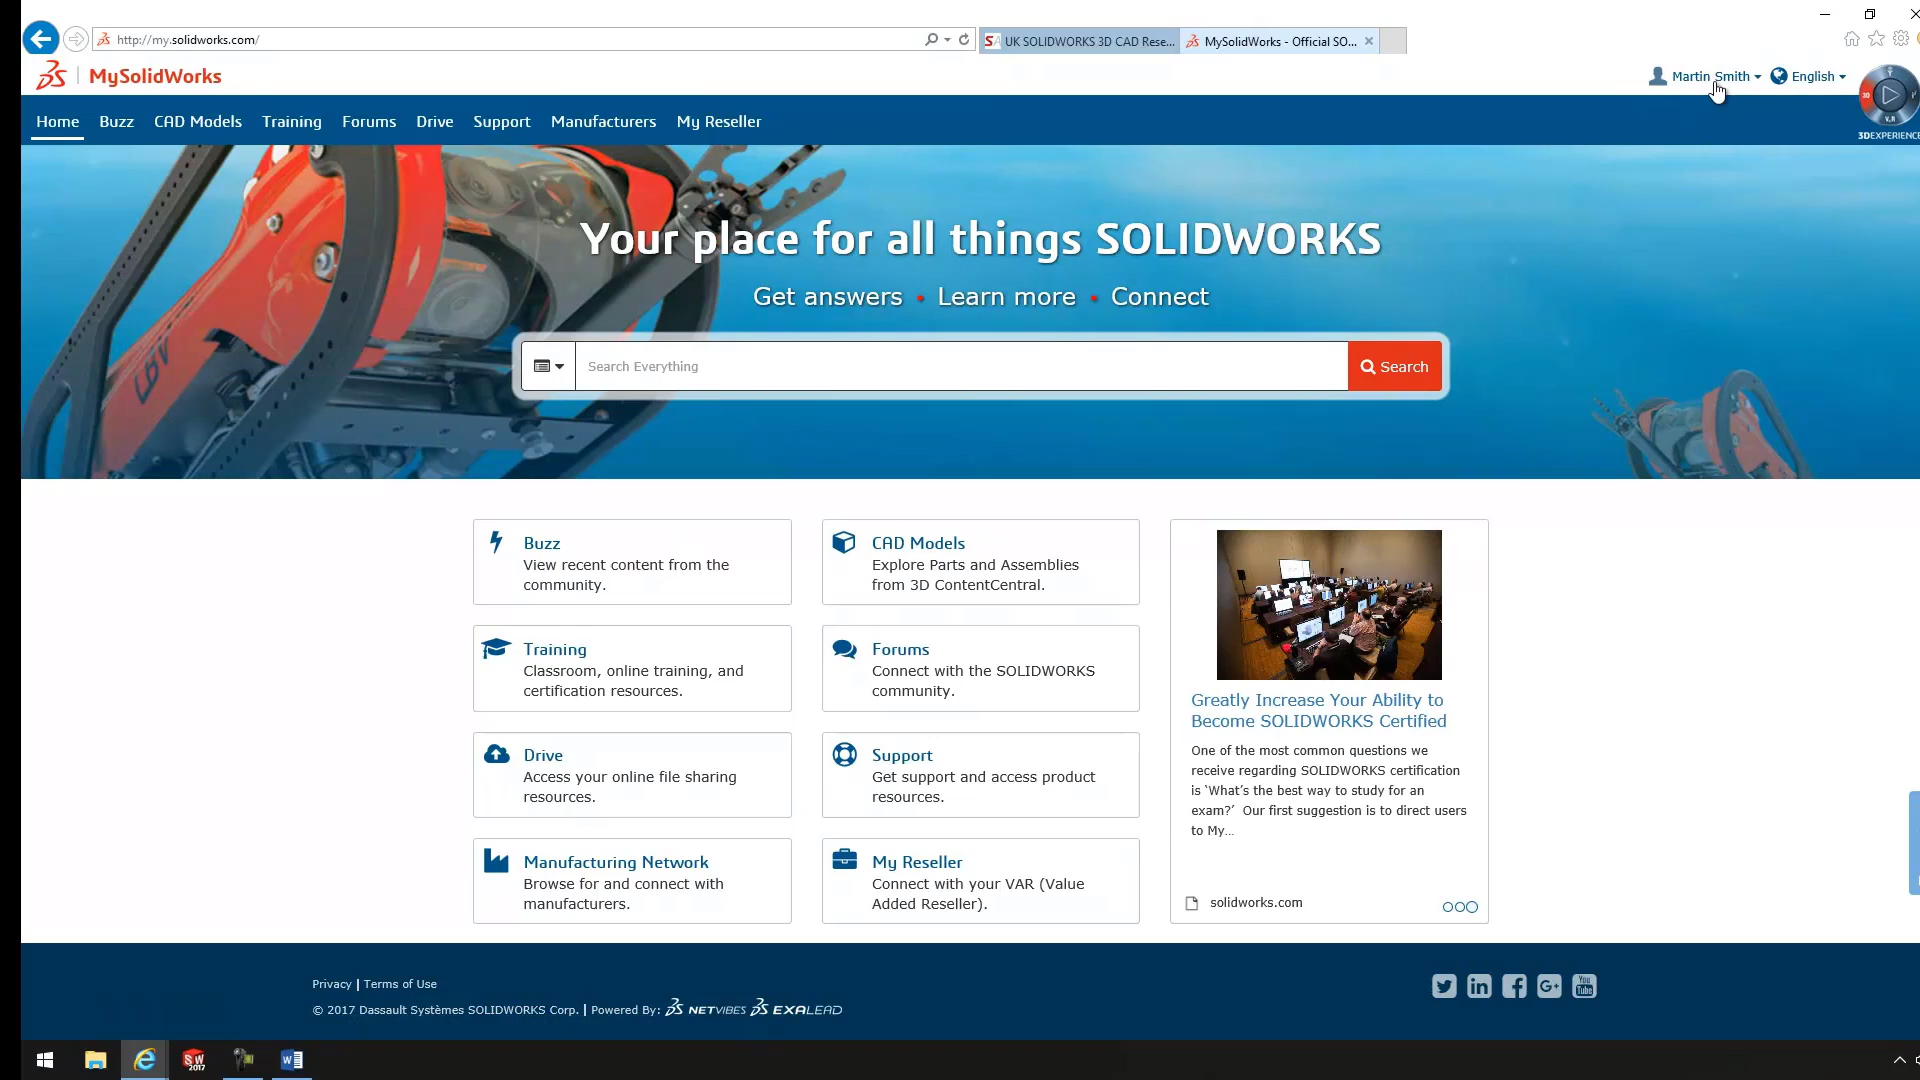 http://my.solidworks.com/
UK SOLIDWORKS 3D CAD Rese...
MySolidWorks - Official SO...
MySolidWorks
Martin Smith
English
Home
Buzz
CAD Models
Training
Forums
Drive
Support
Manufacturers
My Reseller
3DEXPERIENCE
Your place for all things SOLIDWORKS
Get answers • Learn more • Connect
Search Everything
Search
Buzz
View recent content from the
community.
CAD Models
Explore Parts and Assemblies
from 3D ContentCentral.
Training
Classroom, online training, and
certification resources.
Forums
Connect with the SOLIDWORKS
community.
Drive
Access your online file sharing
resources.
Support
Get support and access product
resources.
Manufacturing Network
Browse for and connect with
manufacturers.
My Reseller
Connect with your VAR (Value
Added Reseller).
Greatly Increase Your Ability to
Become SOLIDWORKS Certified
One of the most common questions we
receive regarding SOLIDWORKS certification
is ‘What’s the best way to study for an
exam?’ Our first suggestion is to direct users
to My...
solidworks.com
Privacy | Terms of Use
© 2017 Dassault Systèmes SOLIDWORKS Corp. | Powered By: NETVIBES EXALEAD